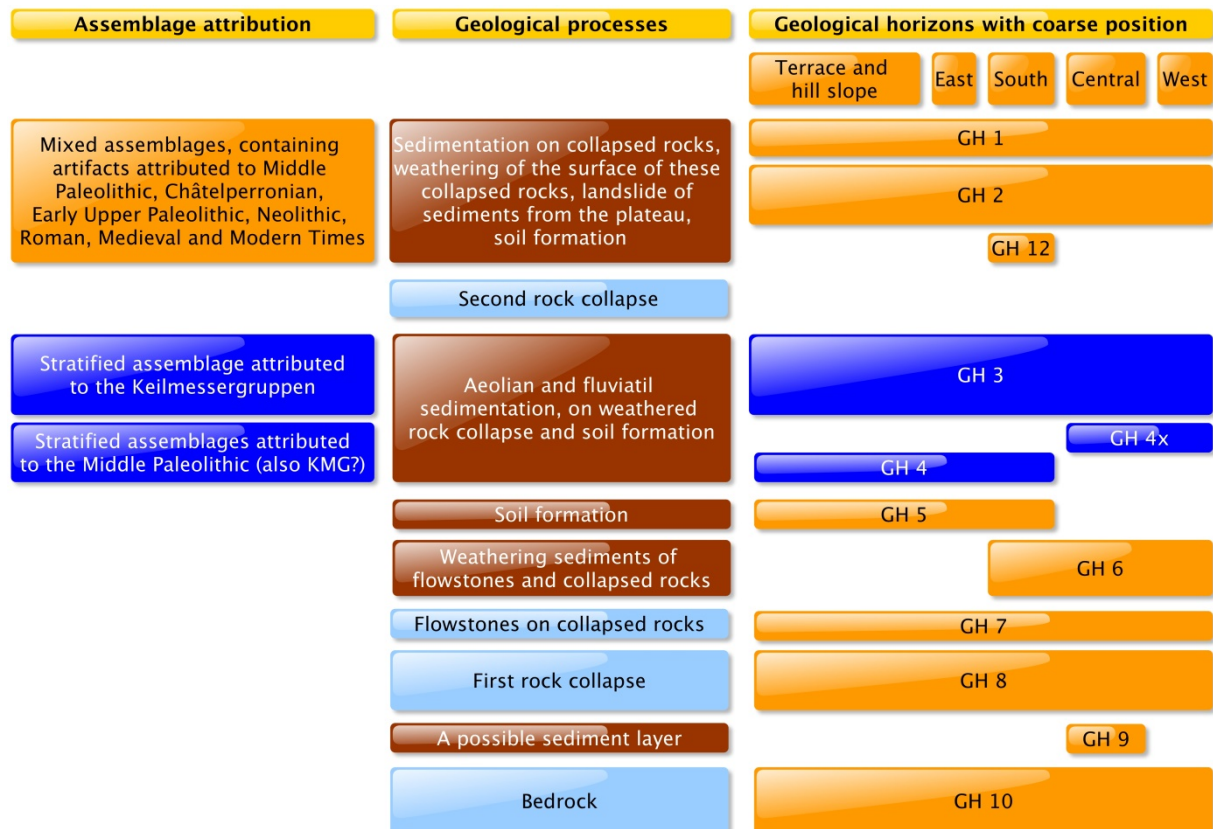 Assemblage attribution
Geological processes
Geological horizons with coarse position
Terrace and
hill slope
East
South
Central
West
Mixed assemblages, containing
artifacts attributed to Middle
Paleolithic, Châtelperronian,
Early Upper Paleolithic, Neolithic,
Roman, Medieval and Modern Times
Sedimentation on collapsed rocks,
weathering of the surface of these
collapsed rocks, landslide of
sediments from the plateau,
soil formation
GH 1
GH 2
GH 12
Second rock collapse
Stratified assemblage attributed
to the Keilmessergruppen
Aeolian and fluviatil
sedimentation, on weathered
rock collapse and soil formation
GH 3
Stratified assemblages attributed
to the Middle Paleolithic (also KMG?)
GH 4x
GH 4
Soil formation
GH 5
Weathering sediments of
flowstones and collapsed rocks
GH 6
Flowstones on collapsed rocks
GH 7
First rock collapse
GH 8
A possible sediment layer
GH 9
Bedrock
GH 10